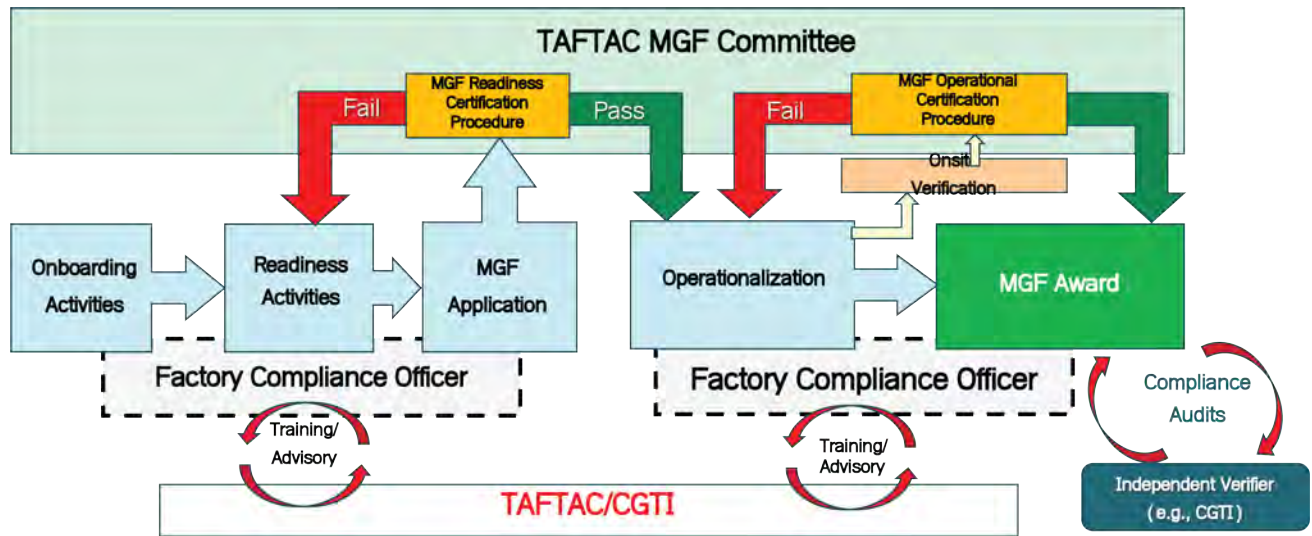 TAFTAC MGF Committee
Fail
MGF Readiness
Certification
Procedure
Pass
Fail
MGF Operational
Certification
Procedure
Onsit
Verification
Onboarding
Activities
Readiness
Activities
MGF
Application
Operationalization
MGF Award
Factory Compliance Officer
Factory Compliance Officer
Training/
Advisory
Training/
Advisory
Compliance
Audits
TAFTAC/CGTI
Independent Verifier
( e.g., CGTI )